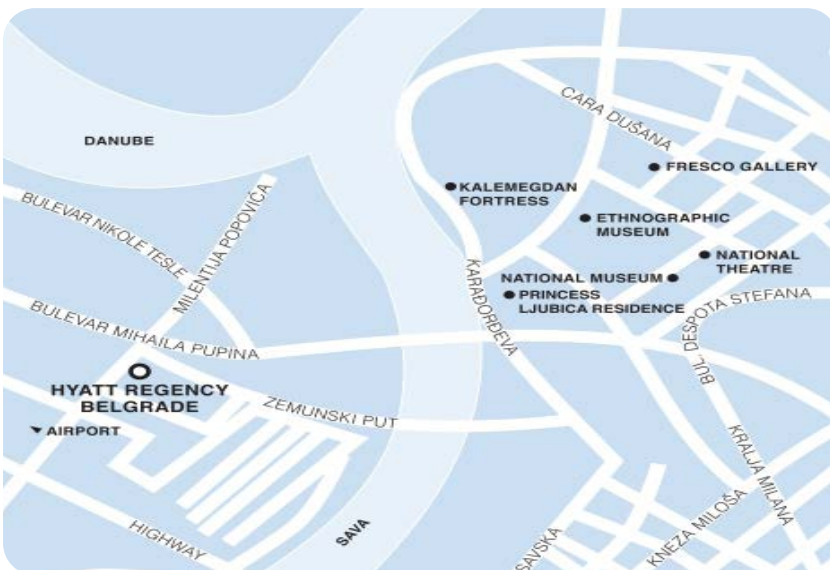 CARA DUŠANA
DANUBE
FRESCO GALLERY
KALEMEGDAN
FORTRESS
BULEVAR NIKOLE TESLE
MILENTIJA POPOVIĆA
ETHNOGRAPHIC
MUSEUM
NATIONAL
THEATRE
NATIONAL MUSEUM
KARAĐORĐEVA
PRINCESS
LJUBICA RESIDENCE
BUL. DESPOTA STEFANA
BULEVAR MIHAILA PUPINA
HYATT REGENCY
BELGRADE
ZEMUNSKI PUT
AIRPORT
KRALJA MILANA
HIGHWAY
SAVA
SAVSKA
KNEZA MILOŠA